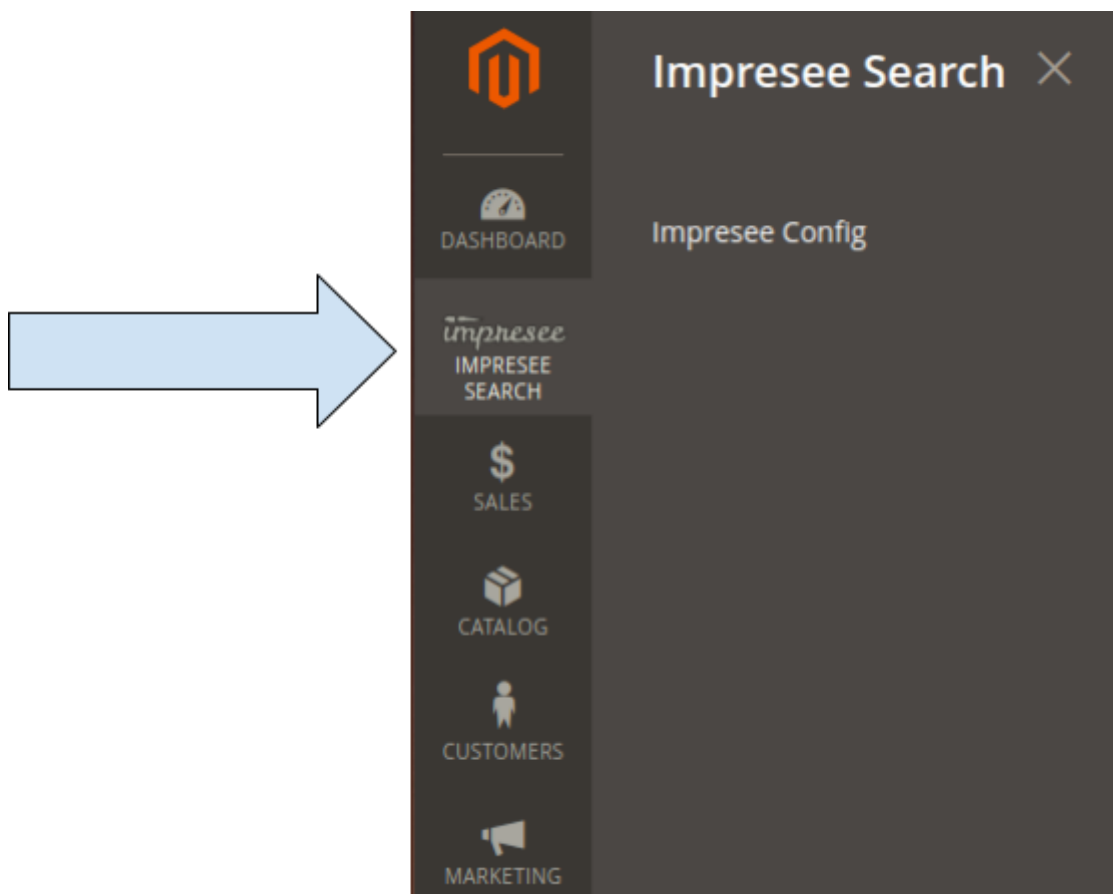 Impresee Search
DASHBOARD
Impresee Config
impresee
IMPRESEE
SEARCH
SALES
CATALOG
CUSTOMERS
MARKETING